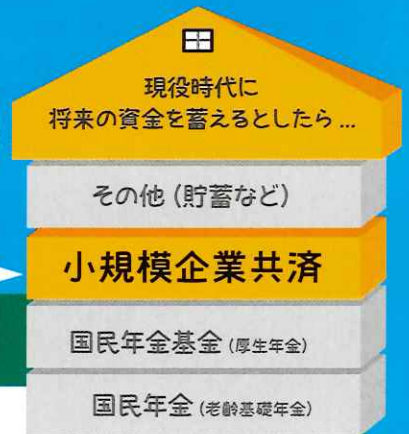 現役時代に
将来の資金を蓄えるとしたら...
その他(貯蓄など)
小規模企業共済
国民年金基金(厚生年金)
国民年金(老齢基礎年金)